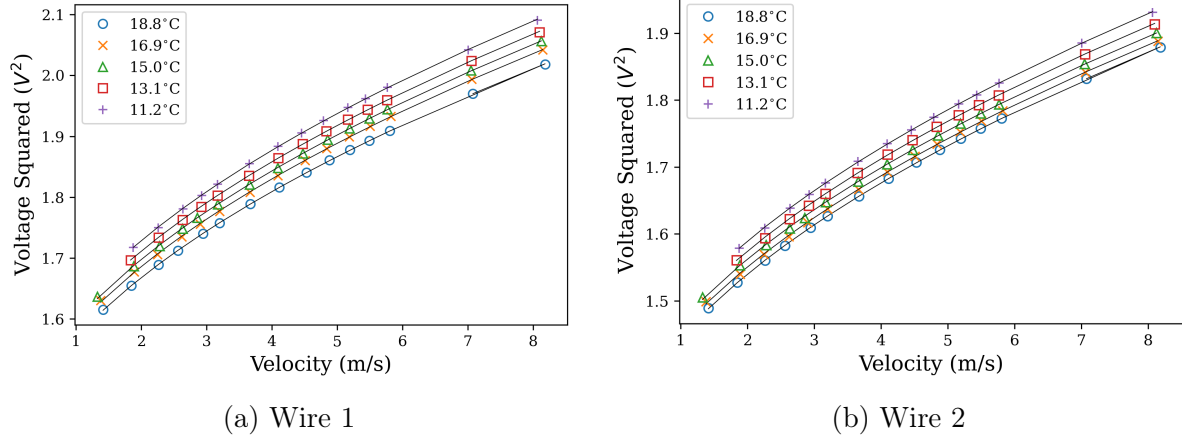 Voltage Squared (V²)
2.1
2.0
1.9
1.8
1.7
1.6
18.8°C
16.9°C
15.0°C
13.1°C
11.2°C
1 2 3 4 5 6 7 8
Velocity (m/s)
(a) Wire 1
Voltage Squared (V²)
1.9
1.8
1.7
1.6
1.5
18.8°C
16.9°C
15.0°C
13.1°C
11.2°C
1 2 3 4 5 6 7 8
Velocity (m/s)
(b) Wire 2